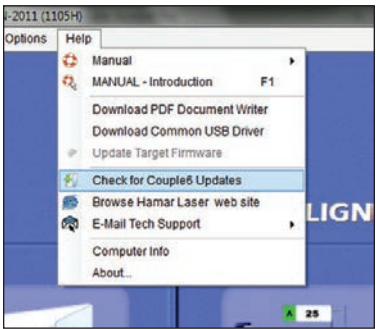 -2011 (1105H)
Options Help
Manual
MANUAL - Introduction F1
Download PDF Document Writer
Download Common USB Driver
Update Target Firmware
Check for Couple6 Updates
Browse Hamar Laser web site
E-Mail Tech Support
LIGN
Computer Info
About...
A 25